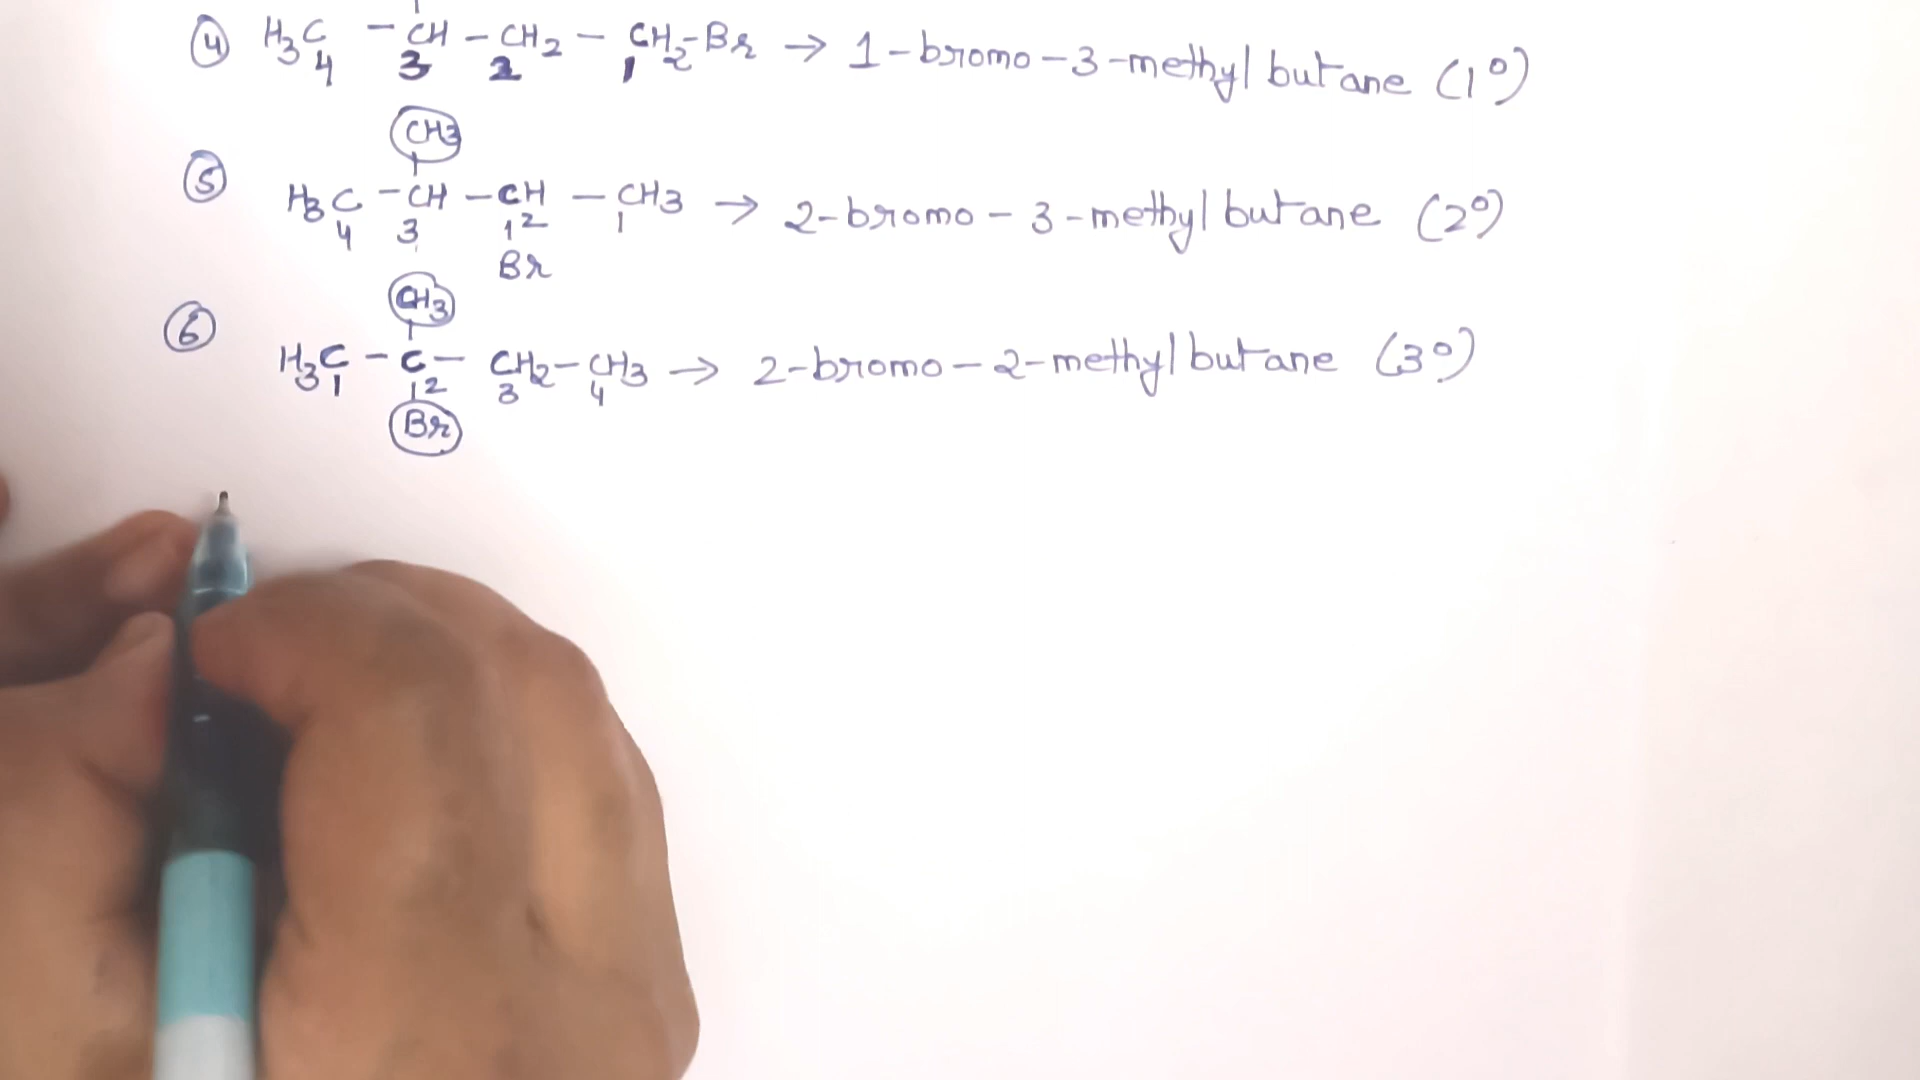 ④ H3C - CH - CH2 - CH2-Br → 1-bromo-3-methyl butane (1°)
4 3 2 1
CH3
⑤ H3C - CH - CH - CH3 → 2-bromo-3-methyl butane (2°)
4 3 2 1
Br
CH3
⑥ H3C - C - CH2 - CH3 → 2-bromo-2-methyl butane (3°)
1 2 3 4
Br